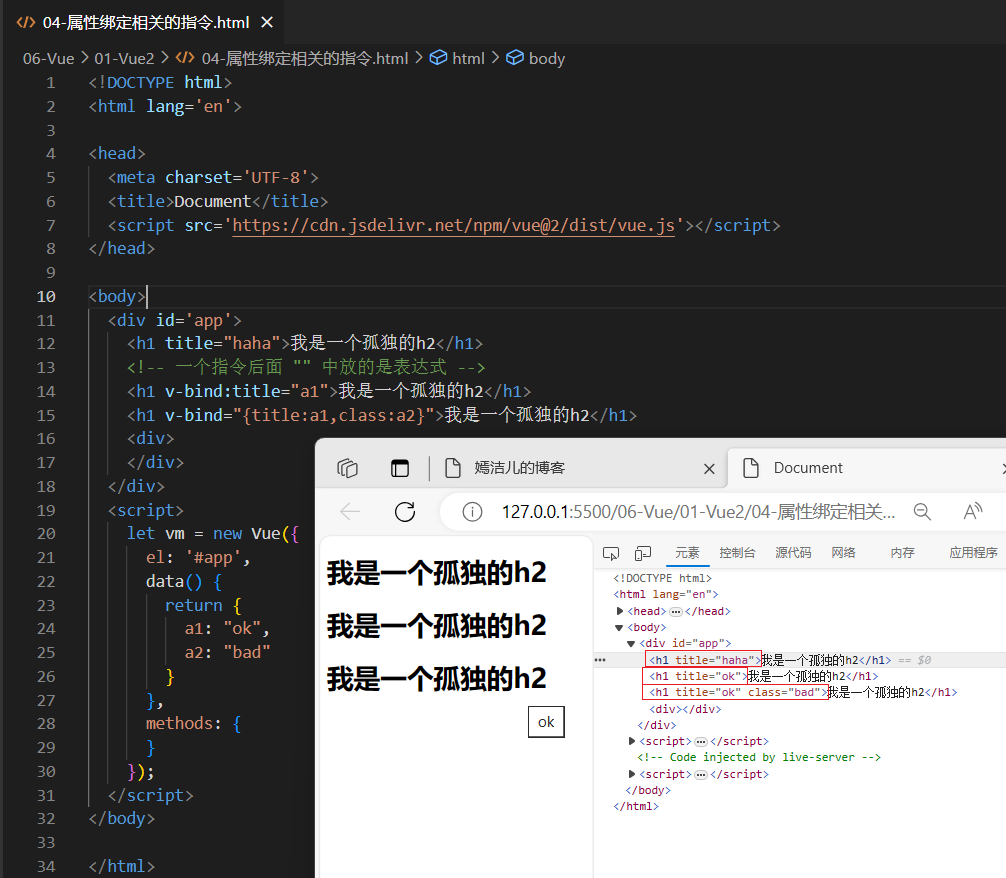 04-属性绑定相关的指令.html
06-Vue > 01-Vue2 > 04-属性绑定相关的指令.html > html > body
1 <!DOCTYPE html>
2 <html lang='en'>
3
4 <head>
5 <meta charset='UTF-8'>
6 <title>Document</title>
7 <script src='https://cdn.jsdelivr.net/npm/vue@2/dist/vue.js'></script>
8 </head>
9
10 <body>
11 <div id='app'>
12 <h1 title="haha">我是一个孤独的h2</h1>
13 <!-- 一个指令后面 "" 中放的是表达式 -->
14 <h1 v-bind:title="a1">我是一个孤独的h2</h1>
15 <h1 v-bind="{title:a1,class:a2}">我是一个孤独的h2</h1>
16 <div>
17 </div>
18 </div>
19 <script>
20 let vm = new Vue({
21 el: '#app',
22 data() {
23 return {
24 a1: "ok",
25 a2: "bad"
26 }
27 },
28 methods: {
29 }
30 });
31 </script>
32 </body>
33
34 </html>
嫣洁儿的博客
Document
127.0.0.1:5500/06-Vue/01-Vue2/04-属性绑定相关...
我是一个孤独的h2
我是一个孤独的h2
我是一个孤独的h2
ok
元素 控制台 源代码 网络 内存 应用程序
<!DOCTYPE html>
<html lang="en">
<head>…</head>
<body>
<div id="app">
<h1 title="haha">我是一个孤独的h2</h1> == $0
<h1 title="ok">我是一个孤独的h2</h1>
<h1 title="ok" class="bad">我是一个孤独的h2</h1>
<div></div>
</div>
<script>…</script>
<!-- Code injected by live-server -->
<script>…</script>
</body>
</html>